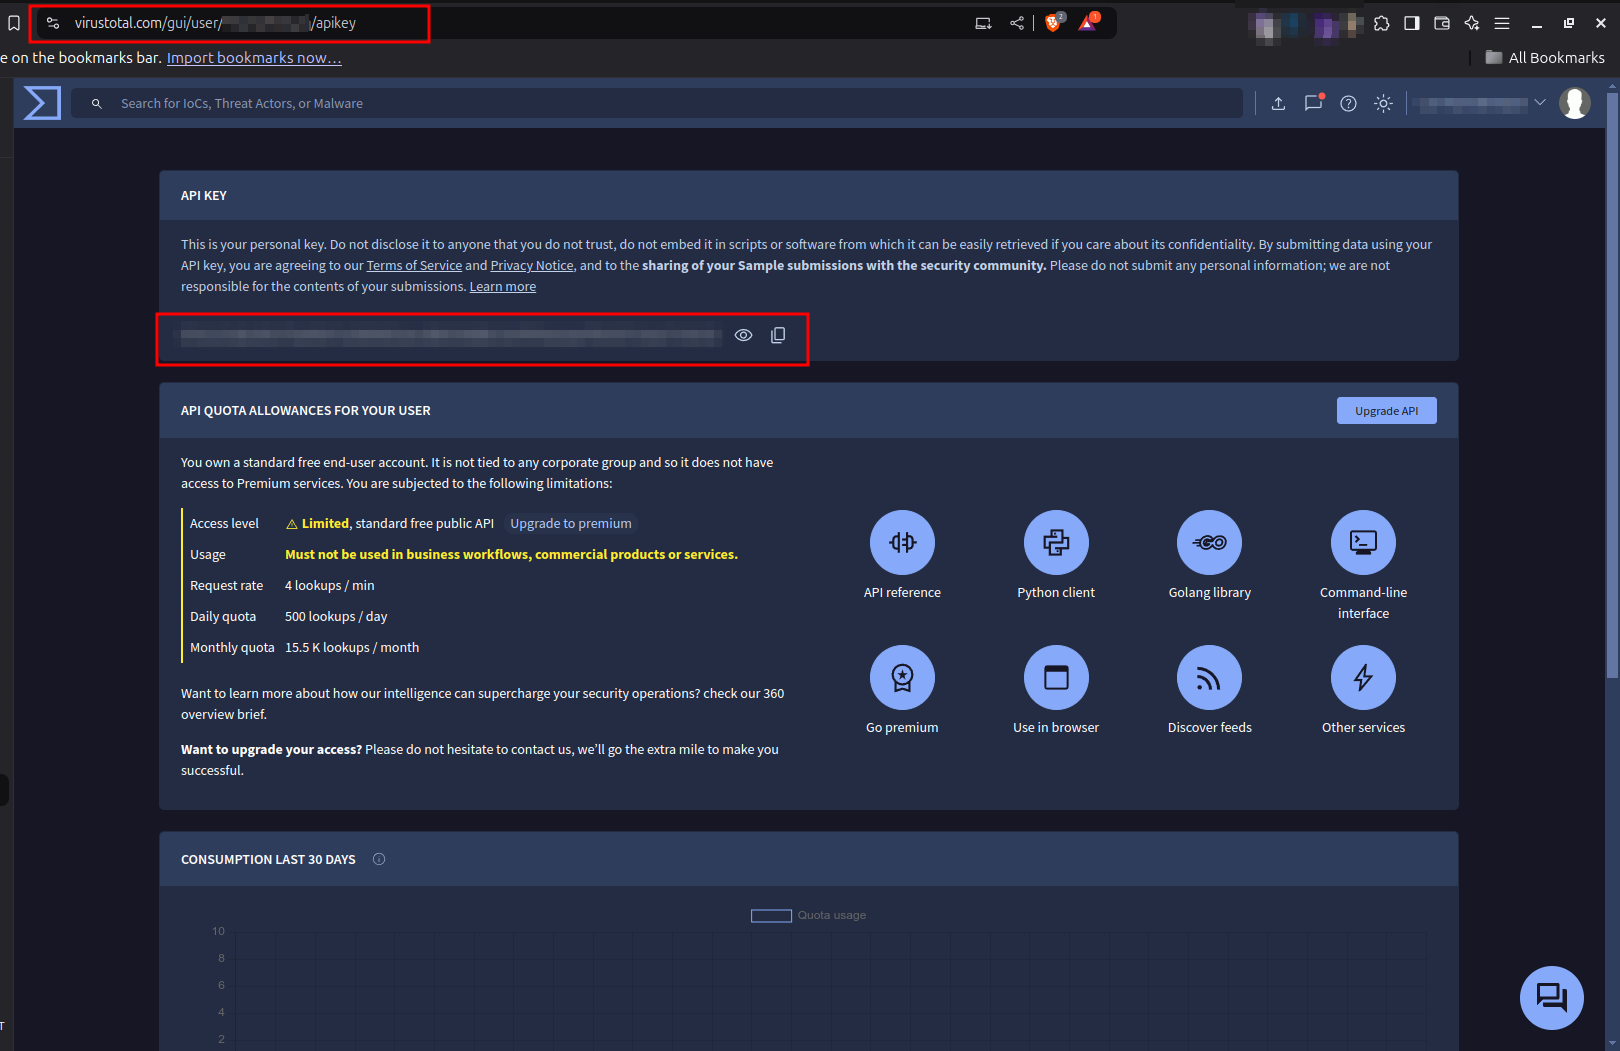 virustotal.com/gui/user/ /apikey
2
1
e on the bookmarks bar. Import bookmarks now…
All Bookmarks
Search for IoCs, Threat Actors, or Malware
API KEY
This is your personal key. Do not disclose it to anyone that you do not trust, do not embed it in scripts or software from which it can be easily retrieved if you care about its confidentiality. By submitting data using your
API key, you are agreeing to our Terms of Service and Privacy Notice, and to the sharing of your Sample submissions with the security community. Please do not submit any personal information; we are not
responsible for the contents of your submissions. Learn more
API QUOTA ALLOWANCES FOR YOUR USER
Upgrade API
You own a standard free end-user account. It is not tied to any corporate group and so it does not have
access to Premium services. You are subjected to the following limitations:
Access level Limited, standard free public API Upgrade to premium
Usage Must not be used in business workflows, commercial products or services.
Request rate 4 lookups / min
Daily quota 500 lookups / day
Monthly quota 15.5 K lookups / month
Want to learn more about how our intelligence can supercharge your security operations? check our 360
overview brief.
Want to upgrade your access? Please do not hesitate to contact us, we'll go the extra mile to make you
successful.
GO
API reference
Python client
Golang library
Command-line
interface
Go premium
Use in browser
Discover feeds
Other services
CONSUMPTION LAST 30 DAYS
Quota usage
10
8
6
4
2
T